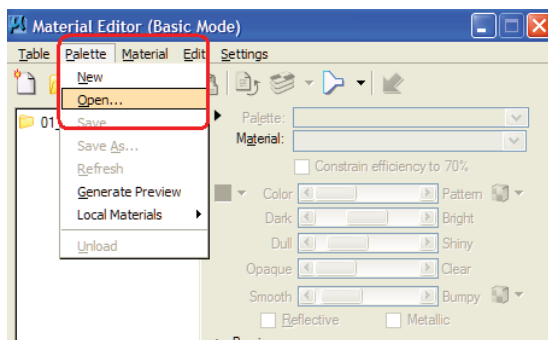 Material Editor (Basic Mode)
Table Palette Material Edit Settings
New
Open...
Save
Save As...
Refresh
Generate Preview
Local Materials
Unload
01
Palette:
Material:
Constrain efficiency to 70%
Color Pattern
Dark Bright
Dull Shiny
Opaque Clear
Smooth Bumpy
Reflective Metallic